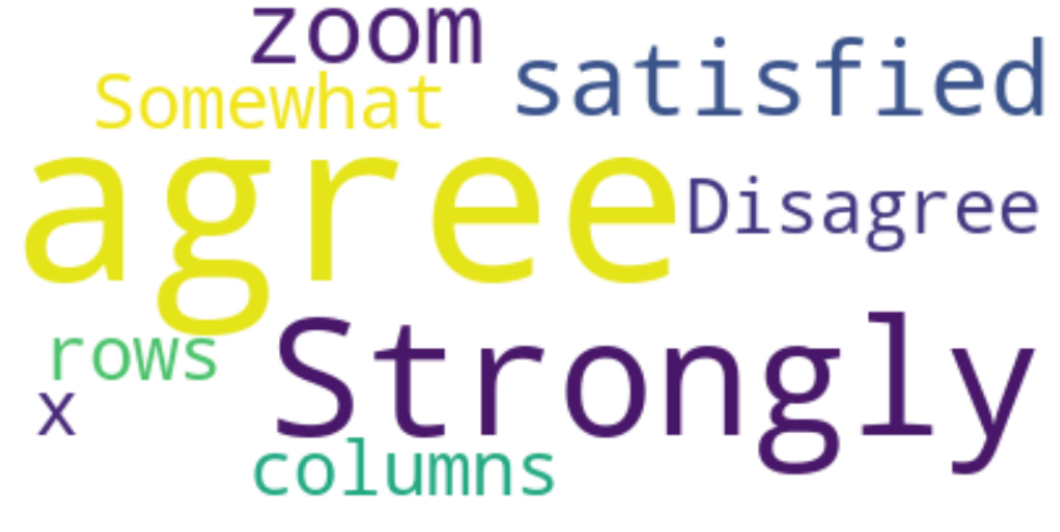 zoom
satisfied
Somewhat
agree
Disagree
rows
Strongly
x
columns